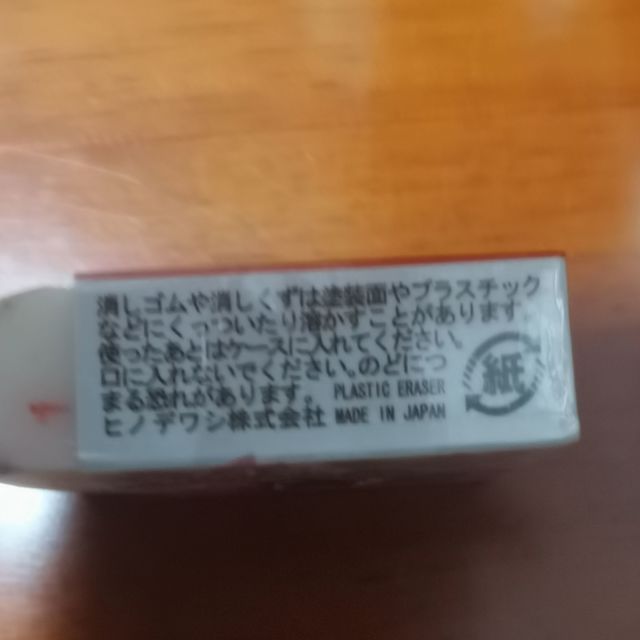 消しゴムや消しくずは塗装面やプラスチック
などにくっついたり溶かすことがあります。
使ったあとはケースに入れてください。
口に入れないでください。のどにつ
まる恐れがあります。 PLASTIC ERASER
ヒノデワシ株式会社 MADE IN JAPAN
紙